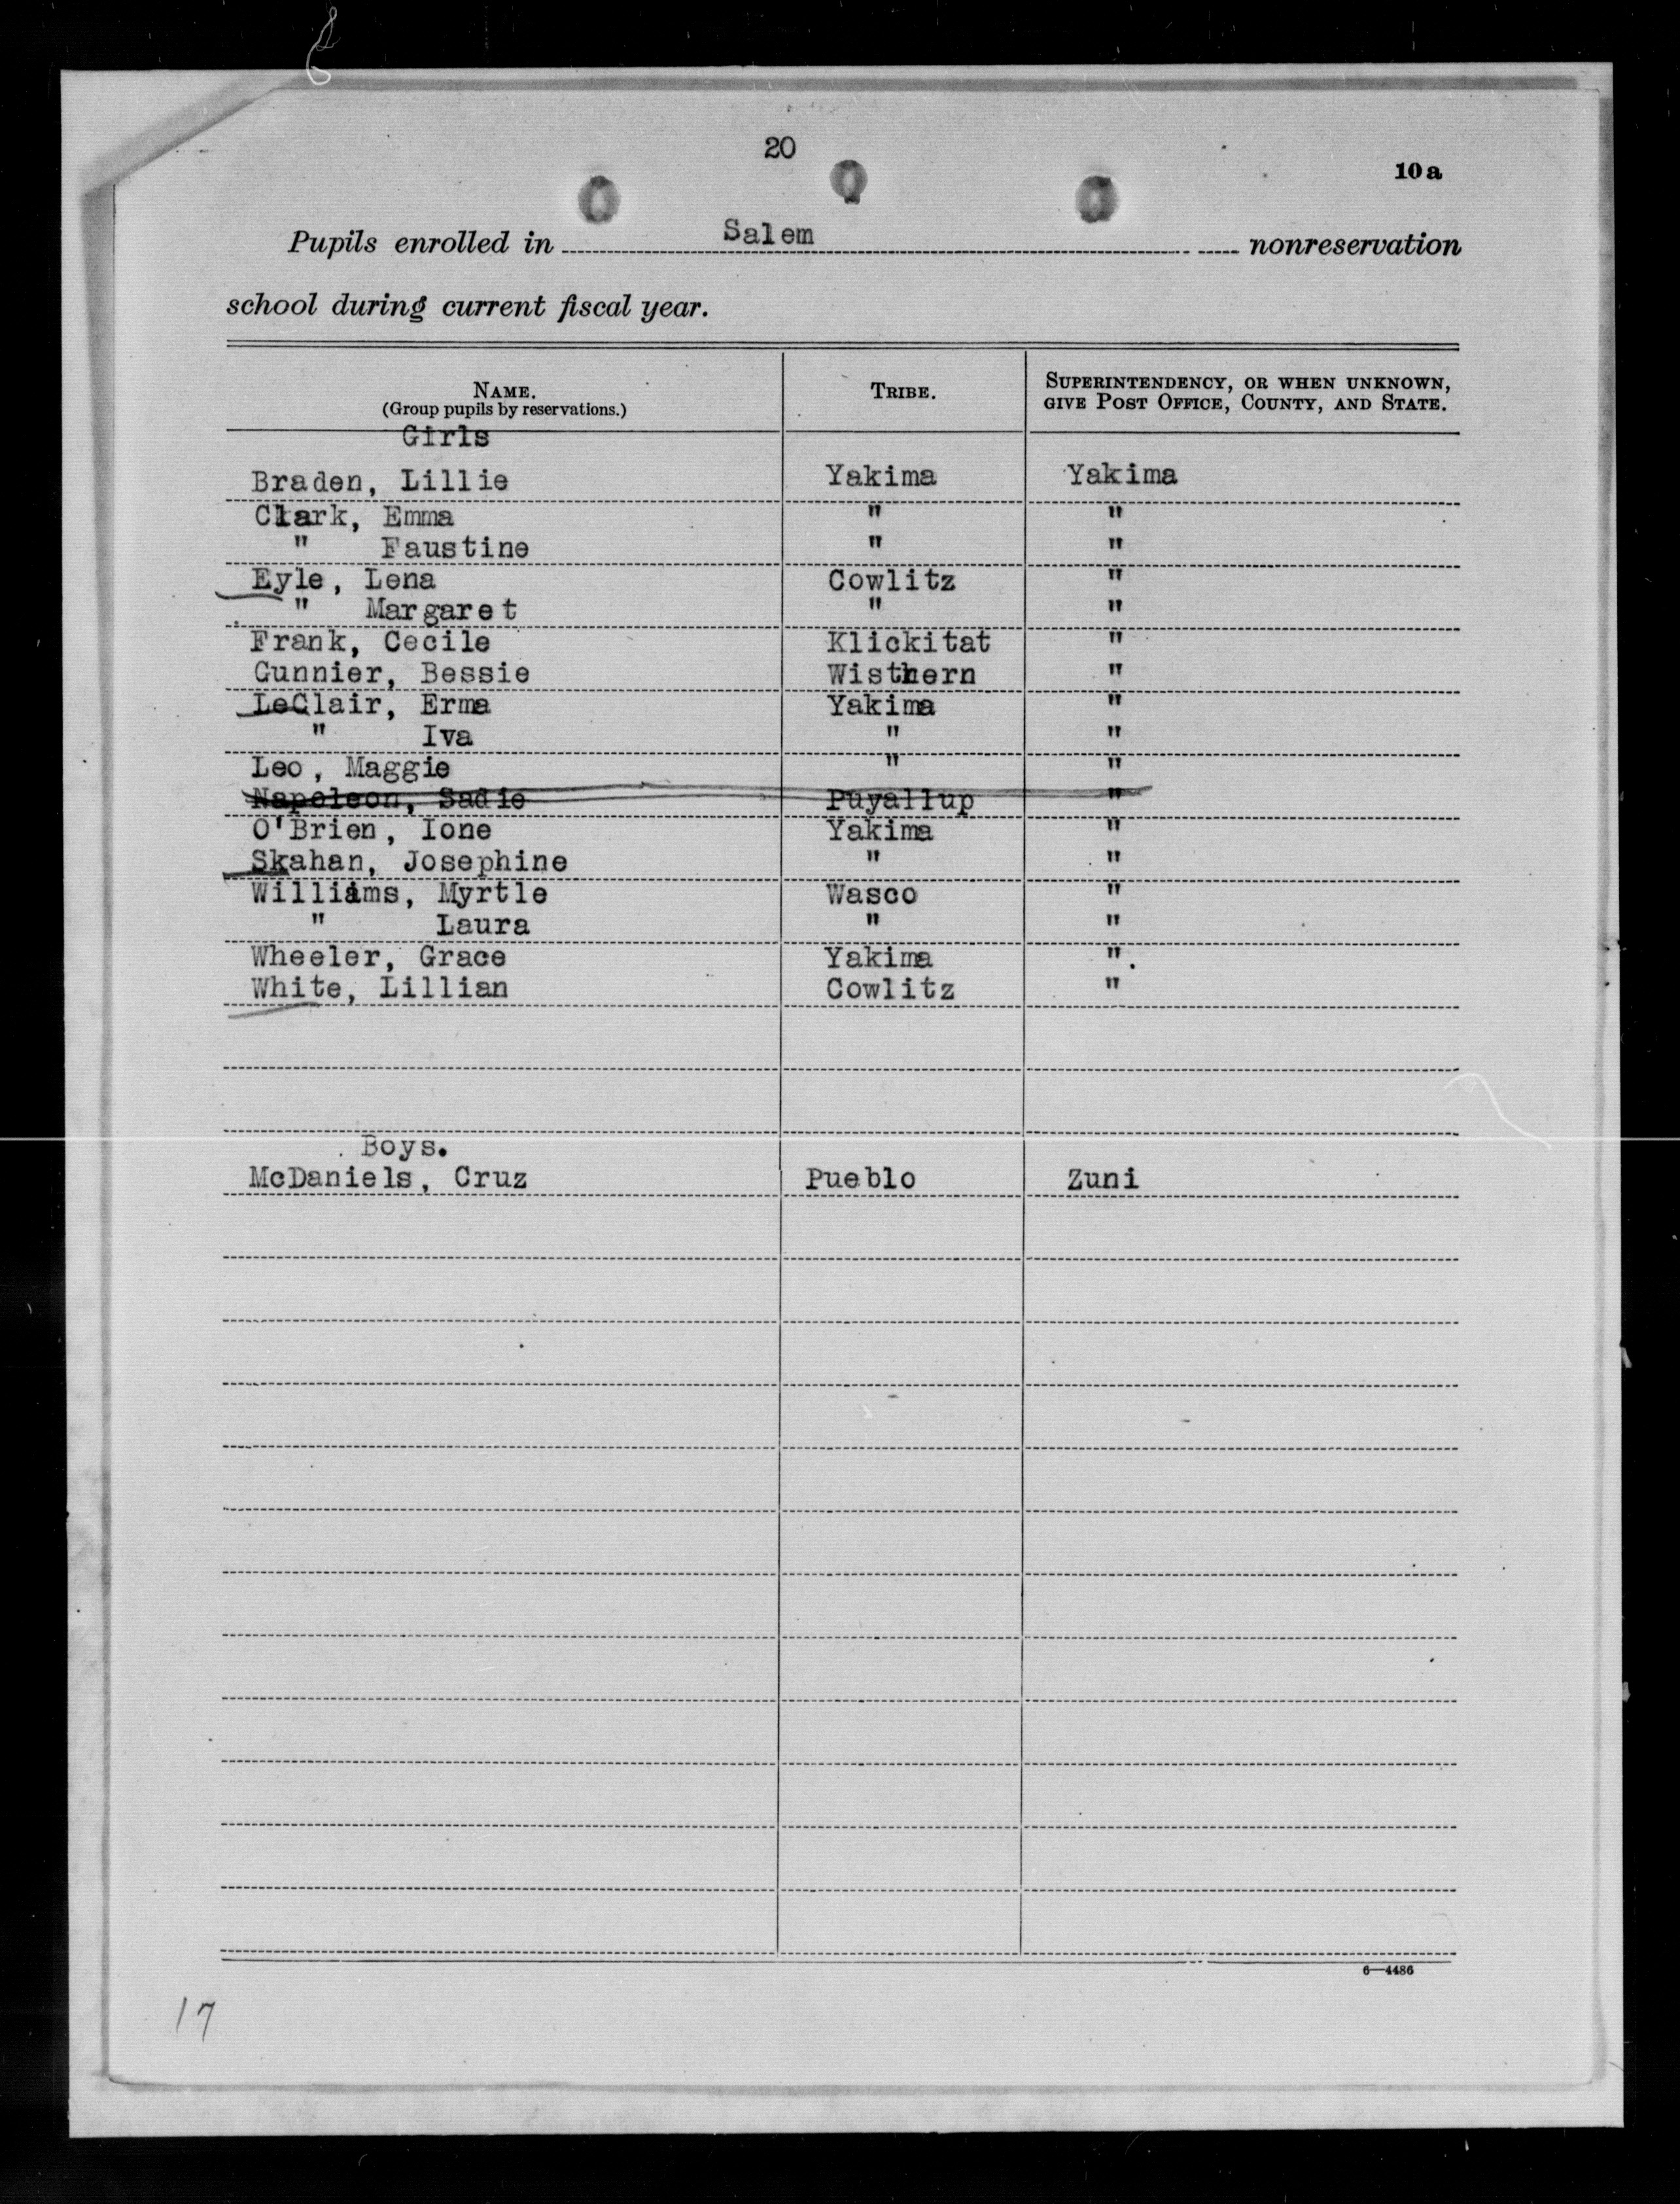 20
10a
Pupils enrolled in Salem nonreservation
school during current fiscal year.
NAME. TRIBE. SUPERINTENDENCY, OR WHEN UNKNOWN,
(Group pupils by reservations.) GIVE POST OFFICE, COUNTY, AND STATE.
Girls
Braden, Lillie Yakima Yakima
Clark, Emma " "
" Faustine " "
Eyle, Lena Cowlitz "
" Margaret " "
Frank, Cecile Klickitat "
Gunnier, Bessie Wisthern "
LeClair, Erma Yakima "
" Iva " "
Leo, Maggie " "
Napoleon, Sadie Puyallup "
O'Brien, Ione Yakima "
Skahan, Josephine " "
Williams, Myrtle Wasco "
" Laura " "
Wheeler, Grace Yakima "
White, Lillian Cowlitz "
Boys.
McDaniels, Cruz Pueblo Zuni
6—4486
17